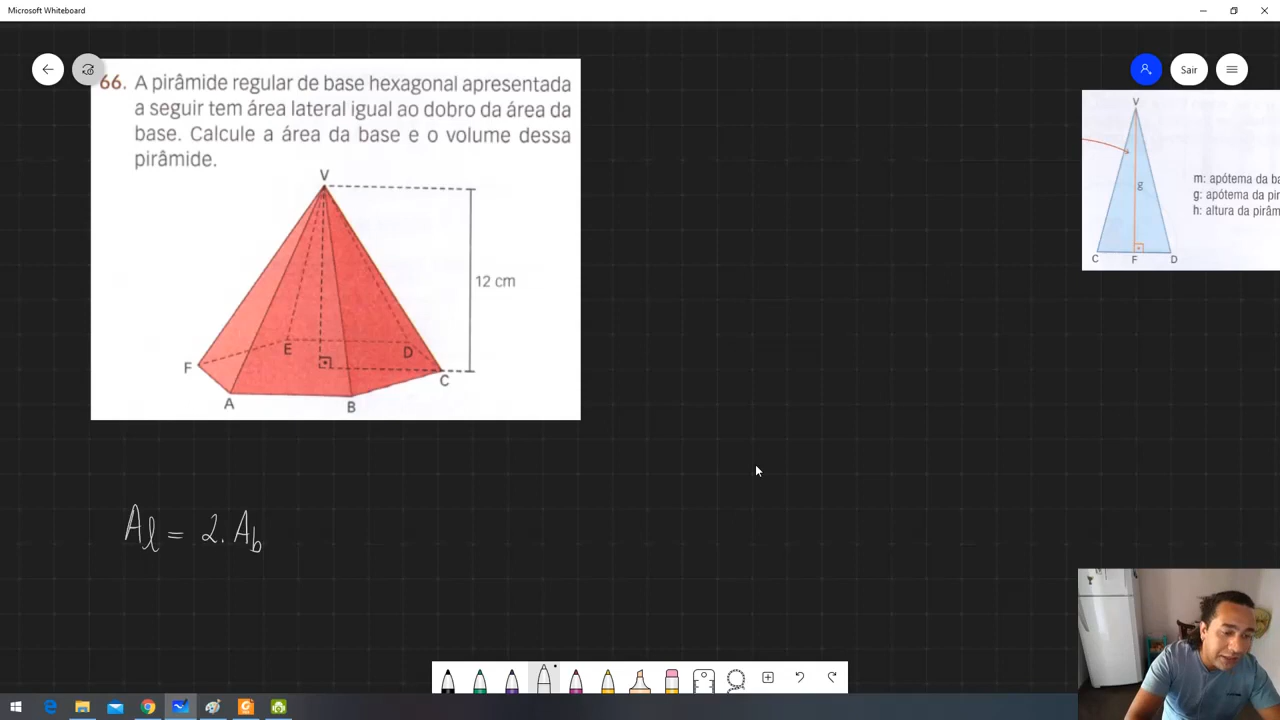 Microsoft Whiteboard
Sair
66. A pirâmide regular de base hexagonal apresentada
a seguir tem área lateral igual ao dobro da área da
base. Calcule a área da base e o volume dessa
pirâmide.
V
12 cm
E
D
F
C
A
B
V
g
C
F
D
m: apótema da ba
g: apótema da pir
h: altura da pirâm
Al = 2. Ab